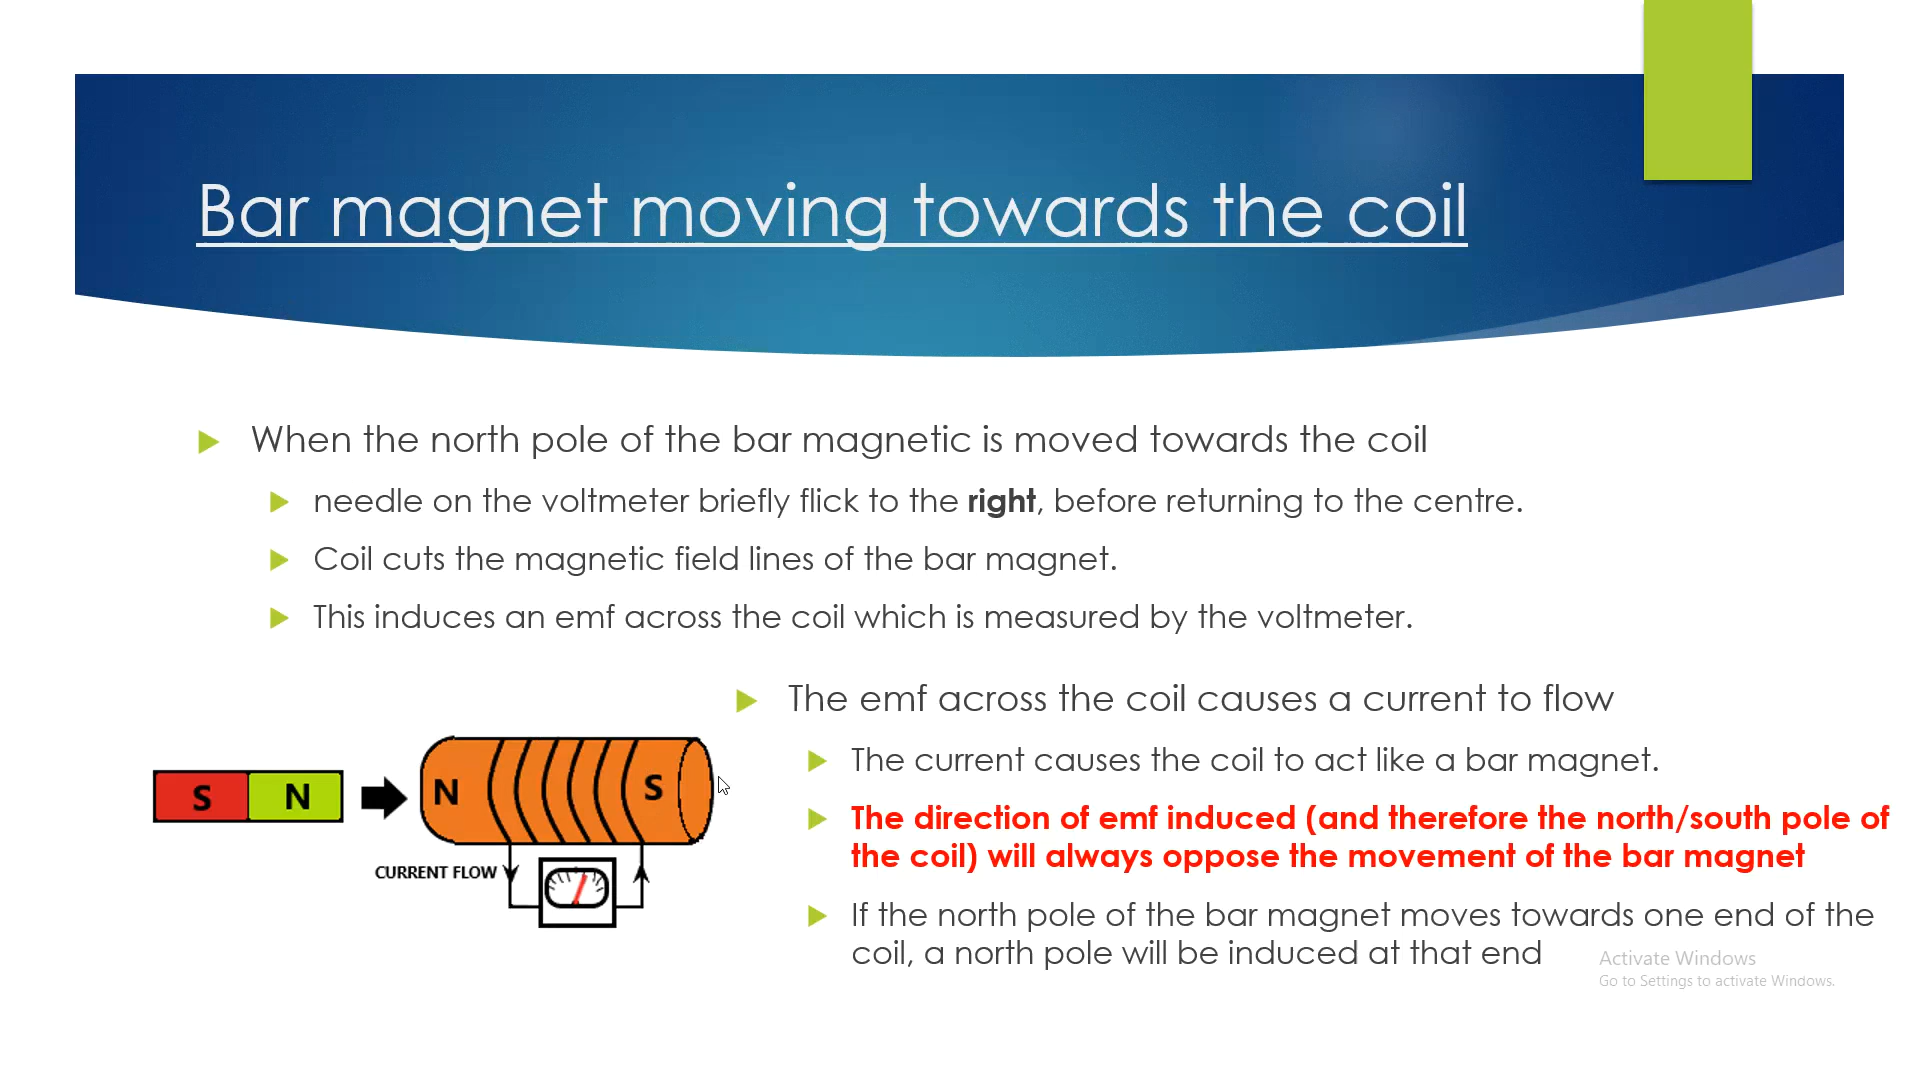 Bar magnet moving towards the coil
When the north pole of the bar magnetic is moved towards the coil
needle on the voltmeter briefly flick to the right, before returning to the centre.
Coil cuts the magnetic field lines of the bar magnet.
This induces an emf across the coil which is measured by the voltmeter.
The emf across the coil causes a current to flow
The current causes the coil to act like a bar magnet.
The direction of emf induced (and therefore the north/south pole of
the coil) will always oppose the movement of the bar magnet
If the north pole of the bar magnet moves towards one end of the
coil, a north pole will be induced at that end
S N
N S
CURRENT FLOW
Activate Windows
Go to Settings to activate Windows.